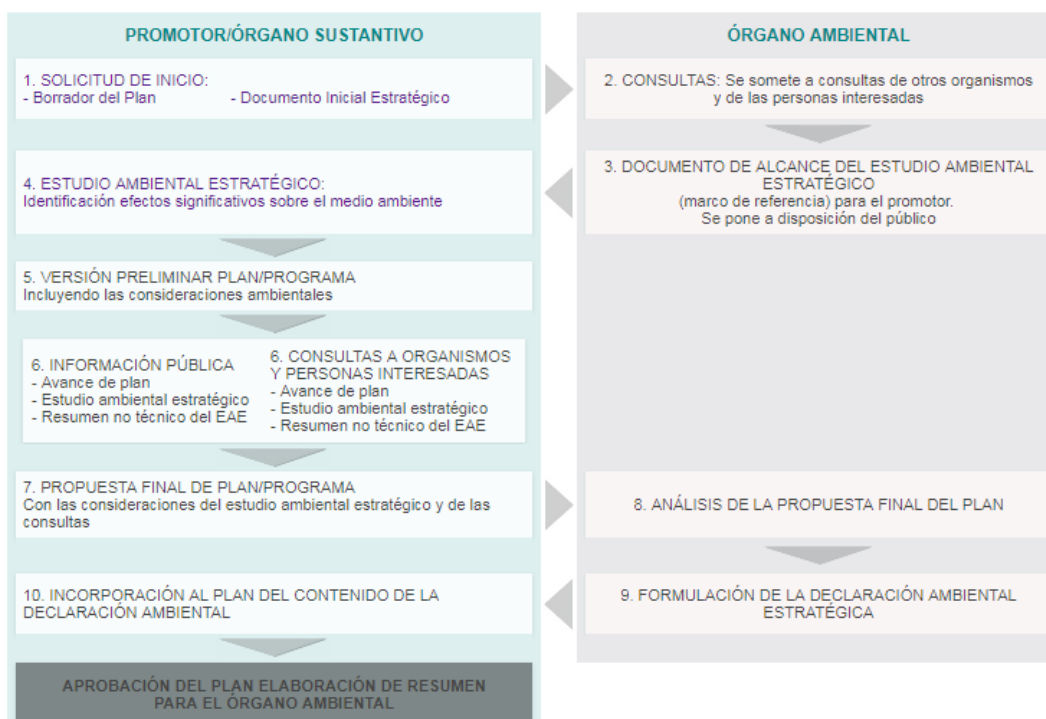 PROMOTOR/ÓRGANO SUSTANTIVO
ÓRGANO AMBIENTAL
1. SOLICITUD DE INICIO:
- Borrador del Plan - Documento Inicial Estratégico
2. CONSULTAS: Se somete a consultas de otros organismos
y de las personas interesadas
3. DOCUMENTO DE ALCANCE DEL ESTUDIO AMBIENTAL
ESTRATÉGICO
(marco de referencia) para el promotor.
Se pone a disposición del público
4. ESTUDIO AMBIENTAL ESTRATÉGICO:
Identificación efectos significativos sobre el medio ambiente
5. VERSIÓN PRELIMINAR PLAN/PROGRAMA
Incluyendo las consideraciones ambientales
6. INFORMACIÓN PÚBLICA
- Avance de plan
- Estudio ambiental estratégico
- Resumen no técnico del EAE
6. CONSULTAS A ORGANISMOS
Y PERSONAS INTERESADAS
- Avance de plan
- Estudio ambiental estratégico
- Resumen no técnico del EAE
7. PROPUESTA FINAL DE PLAN/PROGRAMA
Con las consideraciones del estudio ambiental estratégico y de las
consultas
8. ANÁLISIS DE LA PROPUESTA FINAL DEL PLAN
9. FORMULACIÓN DE LA DECLARACIÓN AMBIENTAL
ESTRATÉGICA
10. INCORPORACIÓN AL PLAN DEL CONTENIDO DE LA
DECLARACIÓN AMBIENTAL
APROBACIÓN DEL PLAN ELABORACIÓN DE RESUMEN
PARA EL ÓRGANO AMBIENTAL